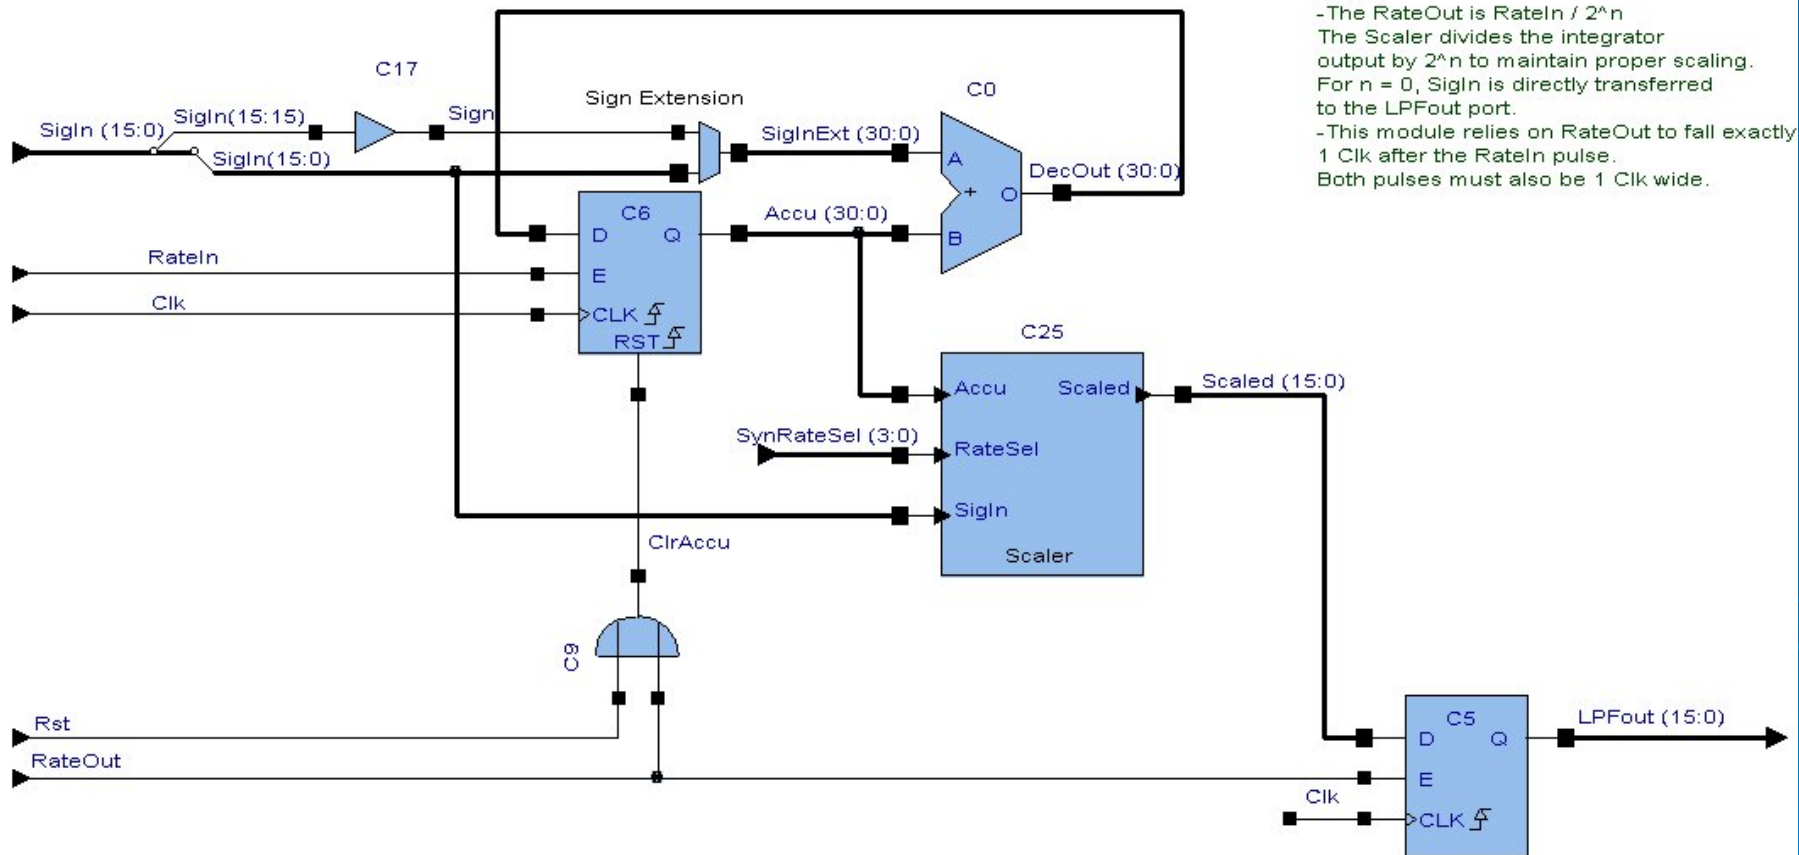 -The RateOut is RateIn / 2^n
The Scaler divides the integrator
output by 2^n to maintain proper scaling.
For n = 0, SigIn is directly transferred
to the LPFout port.
-This module relies on RateOut to fall exactly
1 Clk after the RateIn pulse.
Both pulses must also be 1 Clk wide.
C17
C0
Sign Extension
SigIn(15:15)
Sign
SigIn (15:0)
SigInExt (30:0)
SigIn(15:0)
A
DecOut (30:0)
+
O
C6
Accu (30:0)
D
Q
B
RateIn
E
Clk
CLK
RST
C25
Accu
Scaled
Scaled (15:0)
SynRateSel (3:0)
RateSel
SigIn
ClrAccu
Scaler
C9
Rst
C5
LPFout (15:0)
D
Q
RateOut
E
Clk
CLK